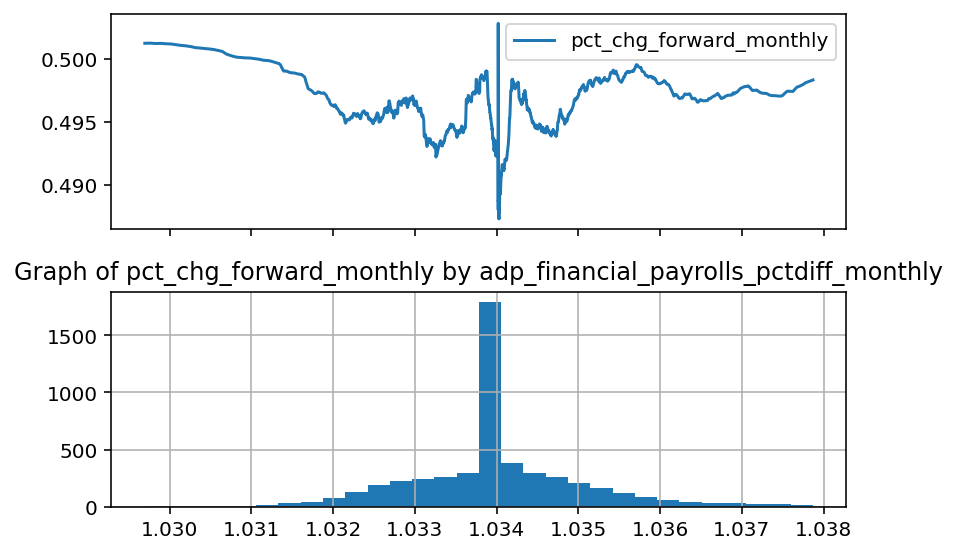 pct_chg_forward_monthly
0.500
0.495
0.490
Graph of pct_chg_forward_monthly by adp_financial_payrolls_pctdiff_monthly
1500
1000
500
0
1.030 1.031 1.032 1.033 1.034 1.035 1.036 1.037 1.038